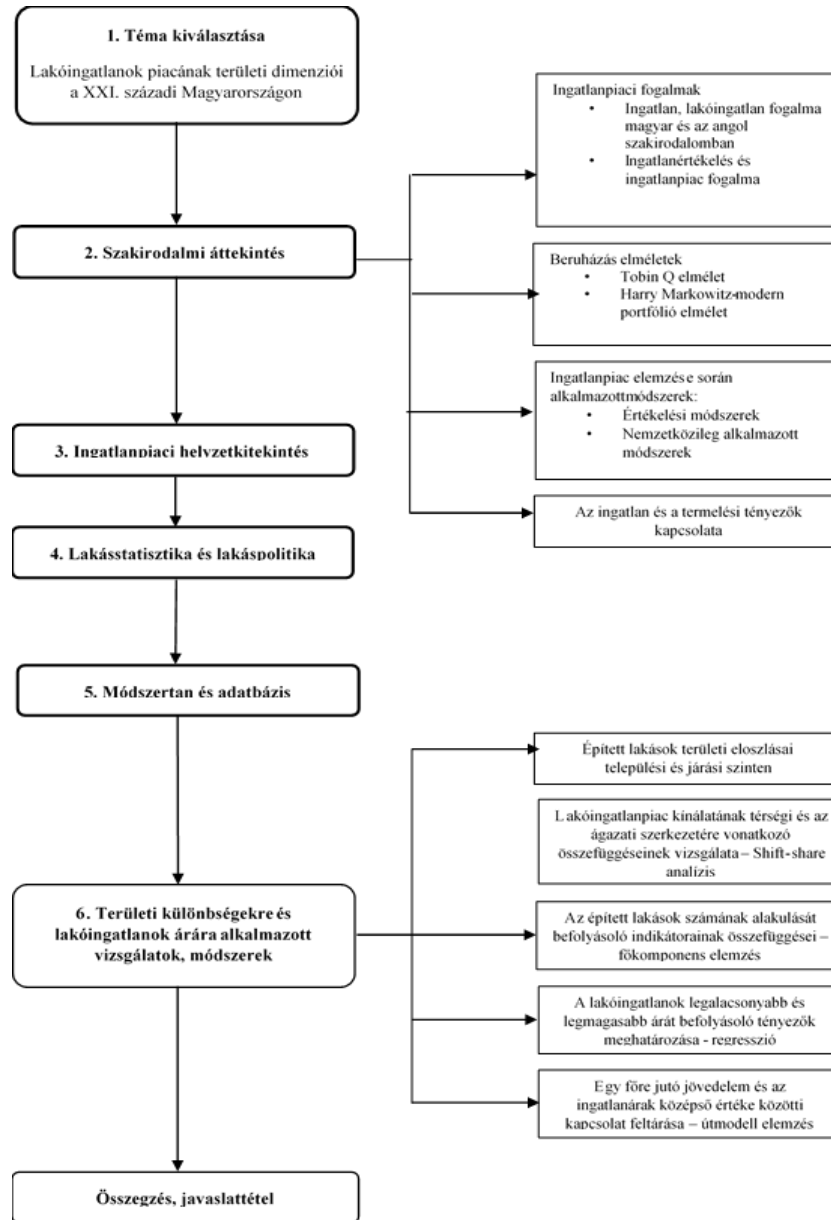 1. Téma kiválasztása
Lakóingatlanok piacának területi dimenziói
a XXI. századi Magyarországon
2. Szakirodalmi áttekintés
Ingatlanpiaci fogalmak
• Ingatlan, lakóingatlan fogalma
magyar és az angol
szakirodalomban
• Ingatlanértékelés és
ingatlanpiac fogalma
Beruházás elméletek
• Tobin Q elmélet
• Harry Markowitz-modern
portfólió elmélet
Ingatlanpiac elemzése során
alkalmazottmódszerek:
• Értékelési módszerek
• Nemzetközileg alkalmazott
módszerek
Az ingatlan és a termelési tényezők
kapcsolata
3. Ingatlanpiaci helyzetkitekintés
4. Lakásstatisztika és lakáspolitika
5. Módszertan és adatbázis
6. Területi különbségekre és
lakóingatlanok árára alkalmazott
vizsgálatok, módszerek
Épített lakások területi eloszlásai
települési és járási szinten
Lakóingatlanpiac kínálatának térségi és az
ágazati szerkezetére vonatkozó
összefüggéseinek vizsgálata – Shift-share
analízis
Az épített lakások számának alakulását
befolyásoló indikátorainak összefüggései –
főkomponens elemzés
A lakóingatlanok legalacsonyabb és
legmagasabb árát befolyásoló tényezők
meghatározása - regresszió
Egy főre jutó jövedelem és az
ingatlanárak középső értéke közötti
kapcsolat feltárása – útmodell elemzés
Összegzés, javaslattétel